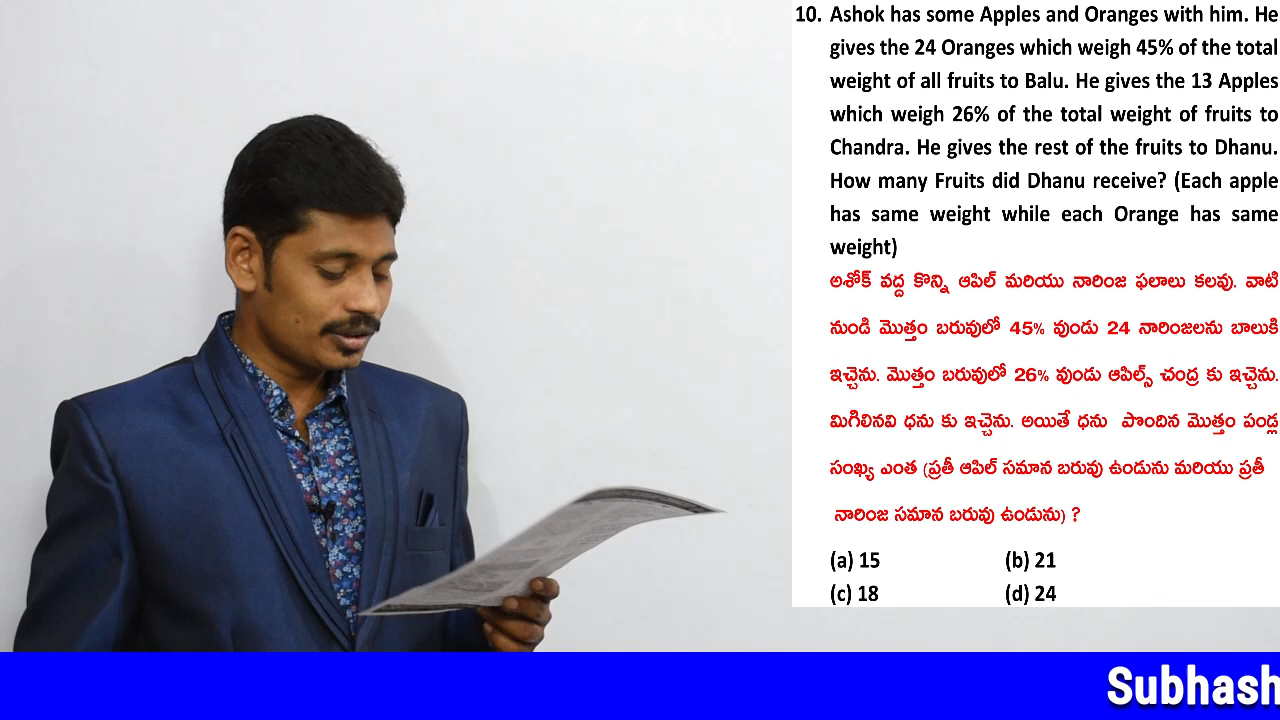 10. Ashok has some Apples and Oranges with him. He
gives the 24 Oranges which weigh 45% of the total
weight of all fruits to Balu. He gives the 13 Apples
which weigh 26% of the total weight of fruits to
Chandra. He gives the rest of the fruits to Dhanu.
How many Fruits did Dhanu receive? (Each apple
has same weight while each Orange has same
weight)
అశోక్ వద్ద కొన్ని ఆపిల్ మరియు నారింజ ఫలాలు కలవు. వాటి
నుండి మొత్తం బరువులో 45% వుండు 24 నారింజలను బాలుకి
ఇచ్చెను. మొత్తం బరువులో 26% వుండు ఆపిల్స్ చంద్ర కు ఇచ్చెను.
మిగిలినవి ధను కు ఇచ్చెను. అయితే ధను పొందిన మొత్తం పండ్ల
సంఖ్య ఎంత (ప్రతీ ఆపిల్ సమాన బరువు ఉండును మరియు ప్రతీ
నారింజ సమాన బరువు ఉండును) ?
(a) 15 (b) 21
(c) 18 (d) 24
Subhash